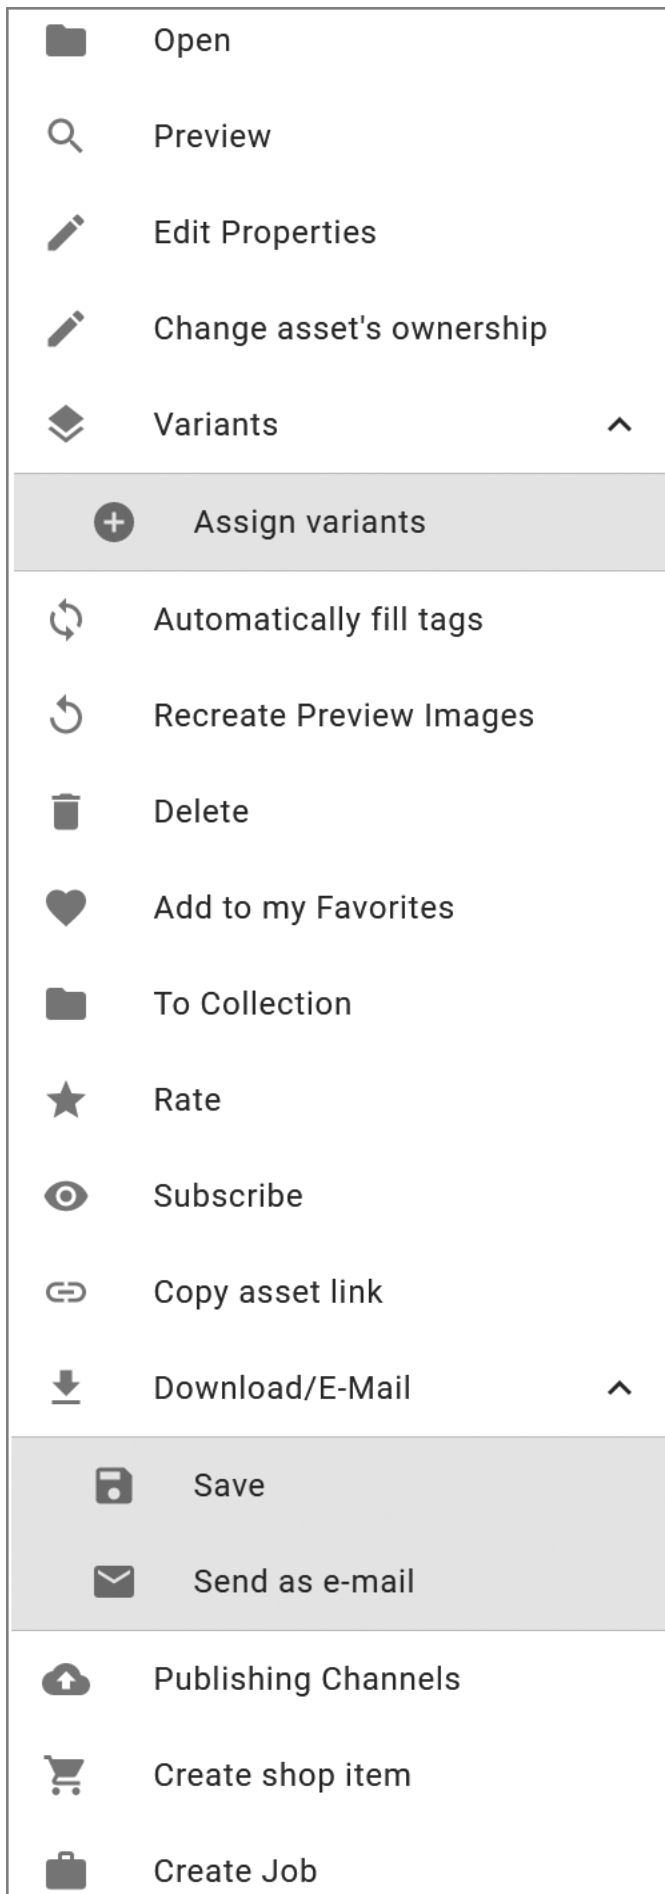 Open
Preview
Edit Properties
Change asset's ownership
Variants
Assign variants
Automatically fill tags
Recreate Preview Images
Delete
Add to my Favorites
To Collection
Rate
Subscribe
Copy asset link
Download/E-Mail
Save
Send as e-mail
Publishing Channels
Create shop item
Create Job